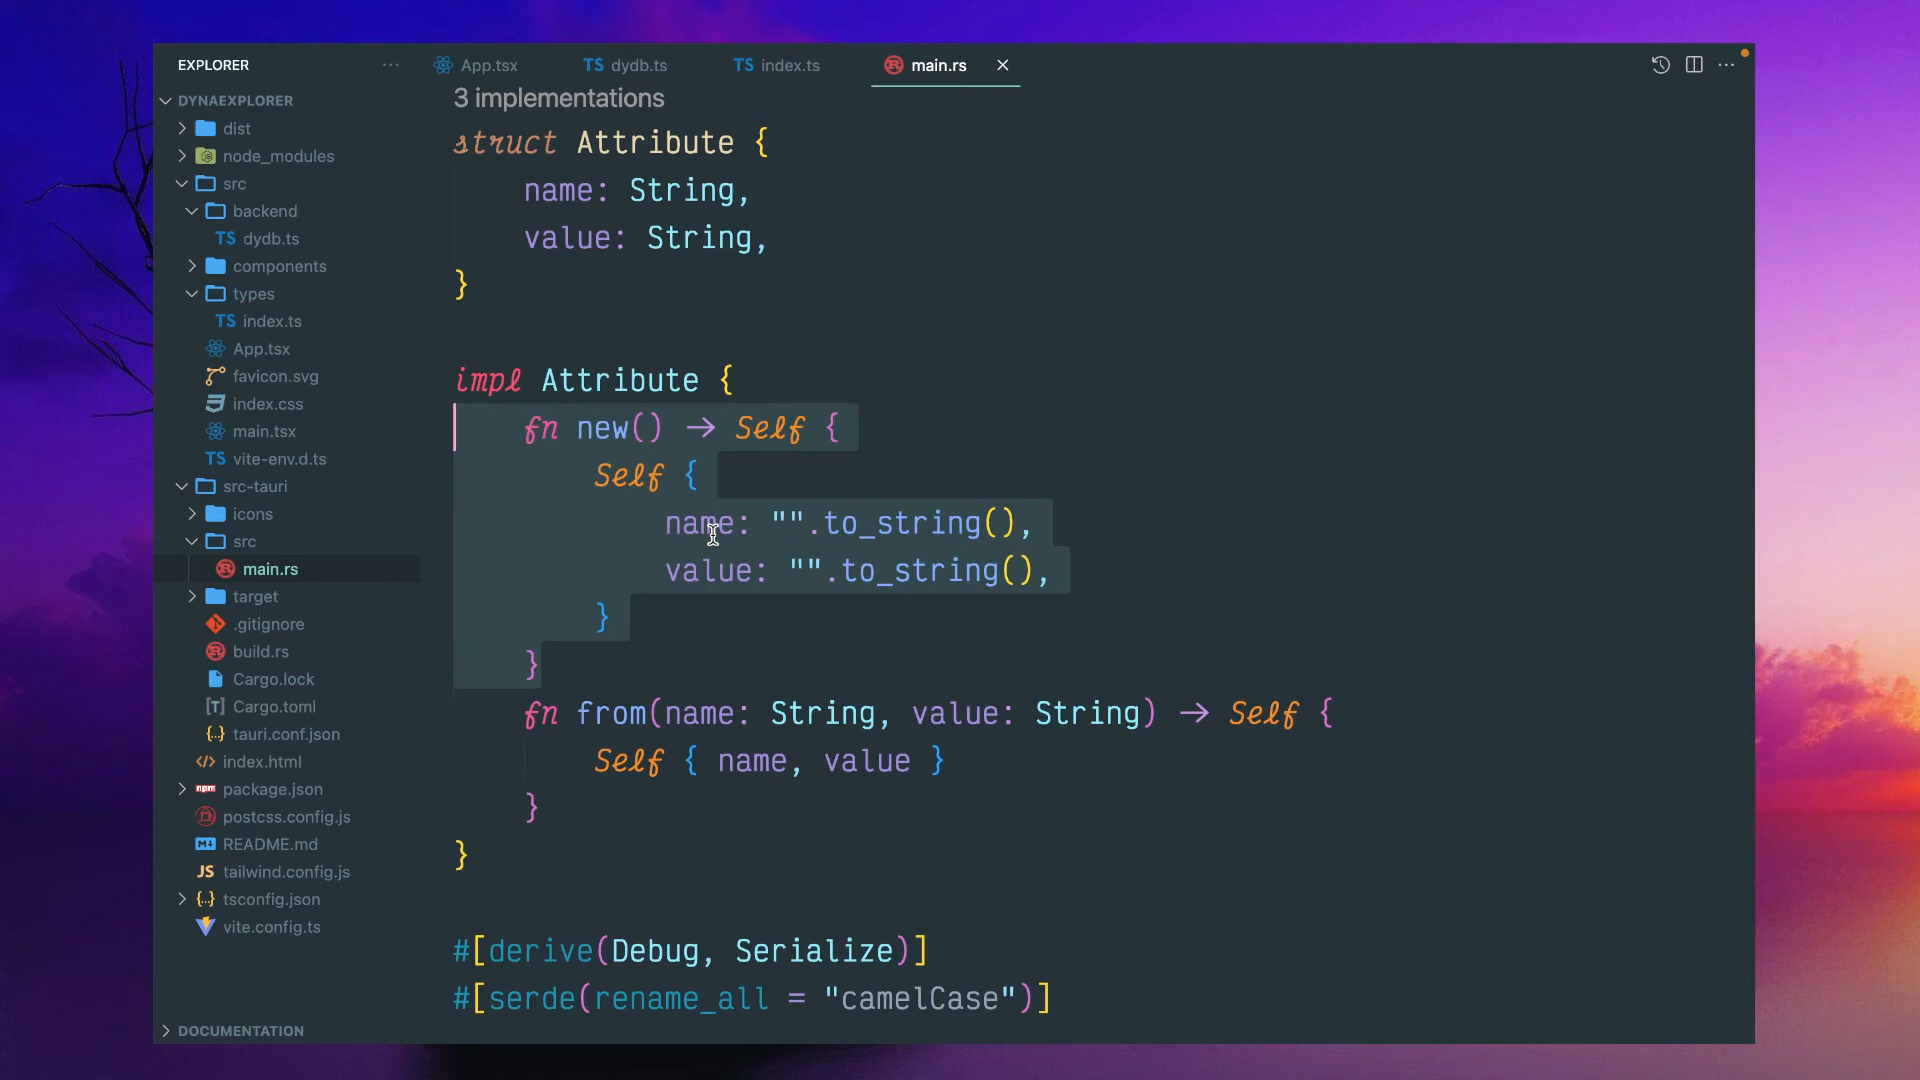 EXPLORER
App.tsx
TS dydb.ts
TS index.ts
main.rs
DYNAEXPLORER
dist
node_modules
src
backend
TS dydb.ts
components
types
TS index.ts
App.tsx
favicon.svg
index.css
main.tsx
TS vite-env.d.ts
src-tauri
icons
src
main.rs
target
.gitignore
build.rs
Cargo.lock
[T] Cargo.toml
{..} tauri.conf.json
<> index.html
npm package.json
postcss.config.js
M↓ README.md
JS tailwind.config.js
{..} tsconfig.json
vite.config.ts
DOCUMENTATION
3 implementations
struct Attribute {
name: String,
value: String,
}
impl Attribute {
fn new() → Self {
Self {
name: "".to_string(),
value: "".to_string(),
}
}
fn from(name: String, value: String) → Self {
Self { name, value }
}
}
#[derive(Debug, Serialize)]
#[serde(rename_all = "camelCase")]